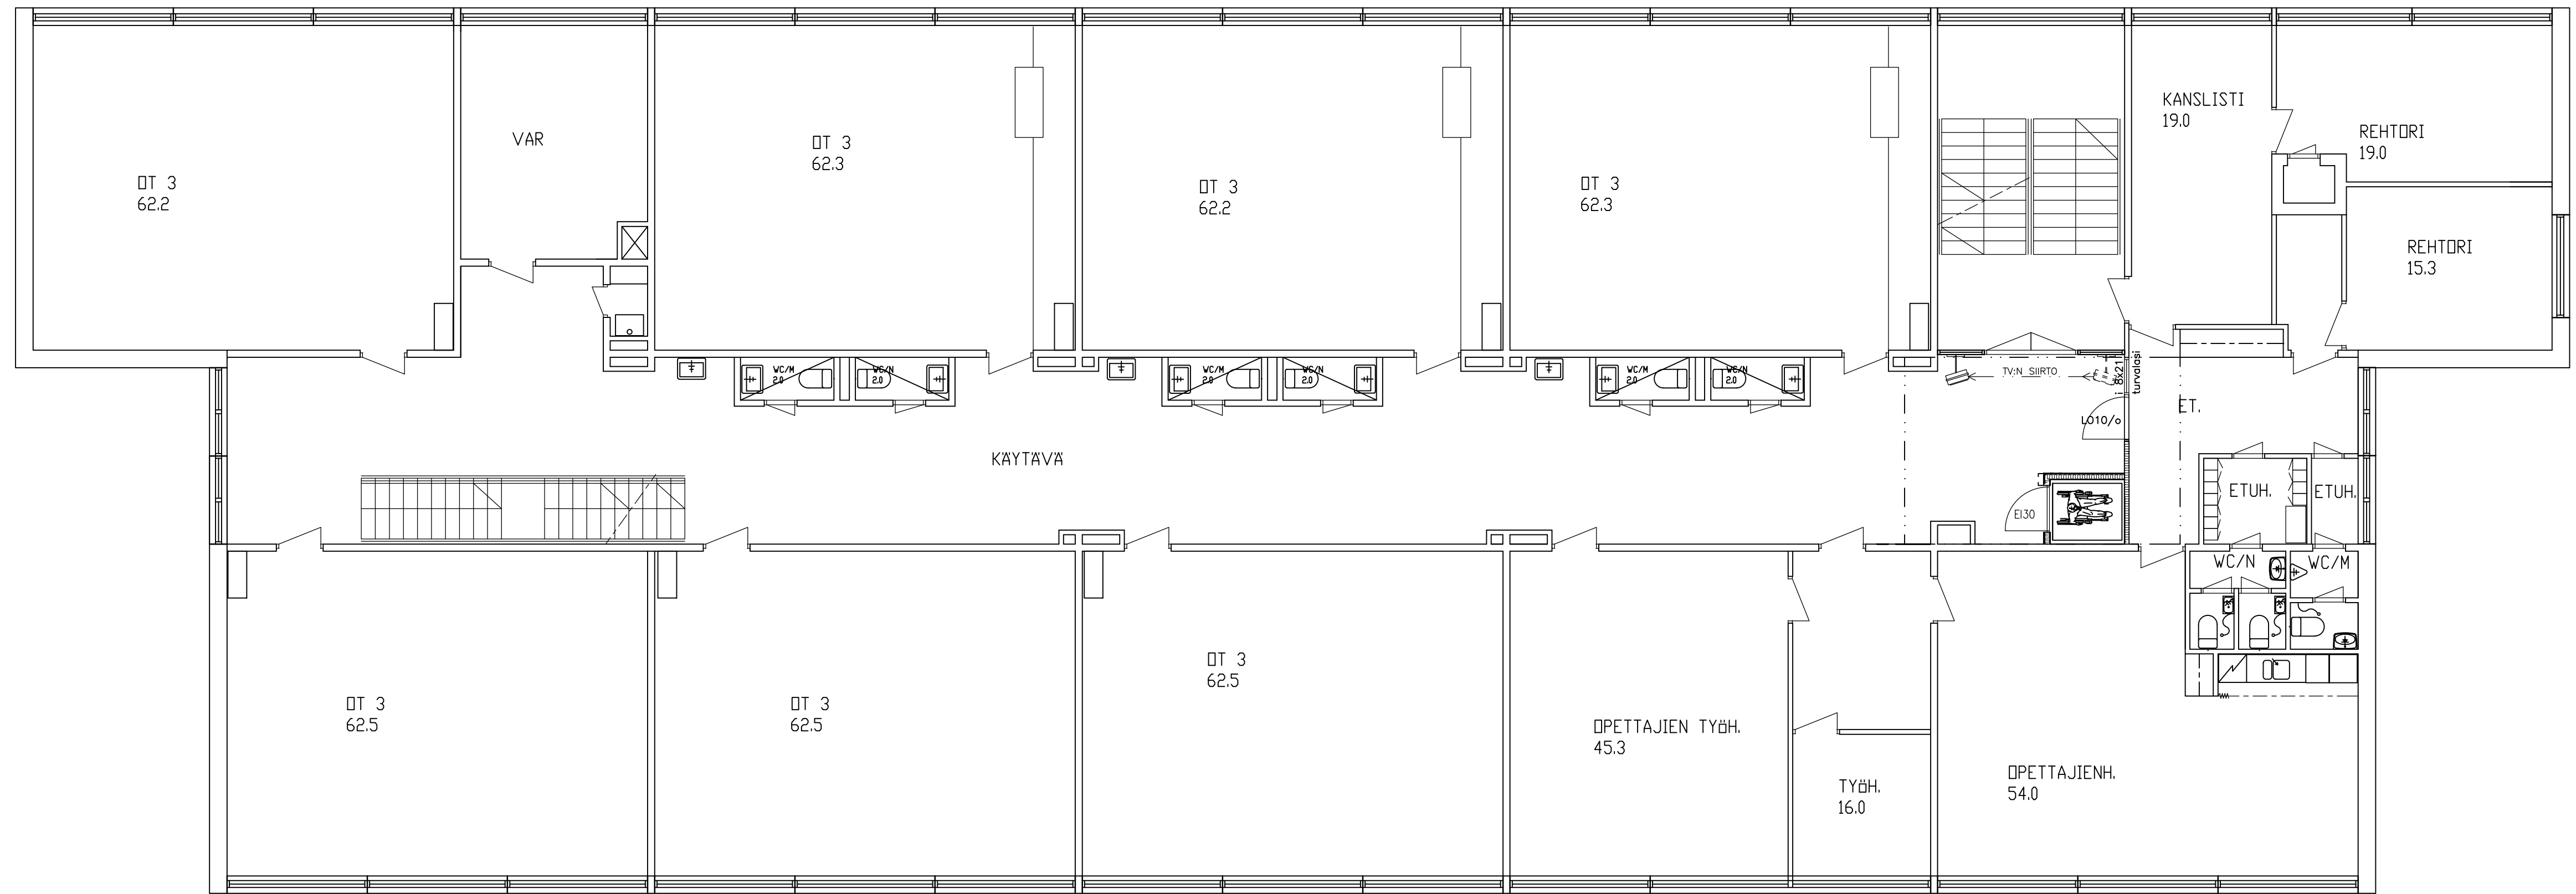 KANSLISTI
19.0
REHTORI
19.0
VAR
OT 3
62.3
OT 3
62.2
OT 3
62.2
OT 3
62.3
REHTORI
15.3
WC/M
2.0
WC/N
2.0
WC/M
2.0
WC/N
2.0
WC/M
2.0
WC/N
2.0
TV:N SIIRTO
i 8x21
turvalasi
ET.
LO10/o
KÄYTÄVÄ
ETUH.
ETUH.
EI30
WC/N
WC/M
OT 3
62.5
OT 3
62.5
OT 3
62.5
OPETTAJIEN TYÖH.
45.3
TYÖH.
16.0
OPETTAJIENH.
54.0